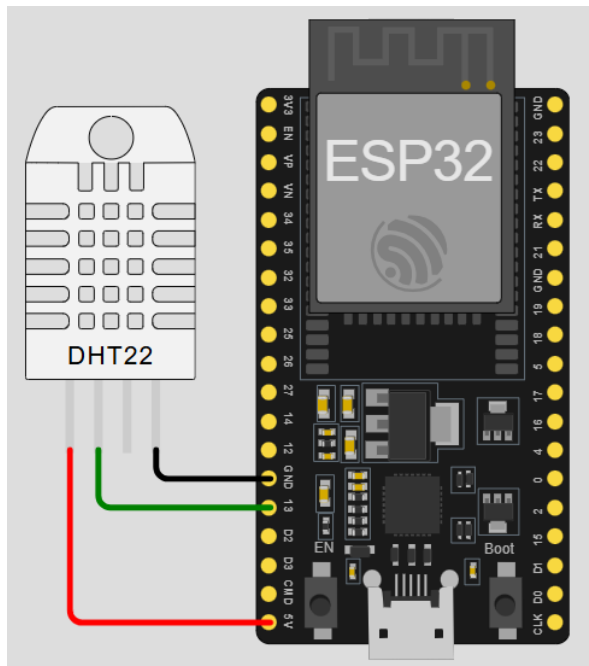 ESP32
DHT22
3V3
EN
VP
VN
34
35
32
33
25
26
27
14
12
GND
13
D2
D3
CMD
5V
GND
23
22
TX
RX
21
GND
19
18
5
17
16
4
0
2
15
D1
D0
CLK
EN
Boot